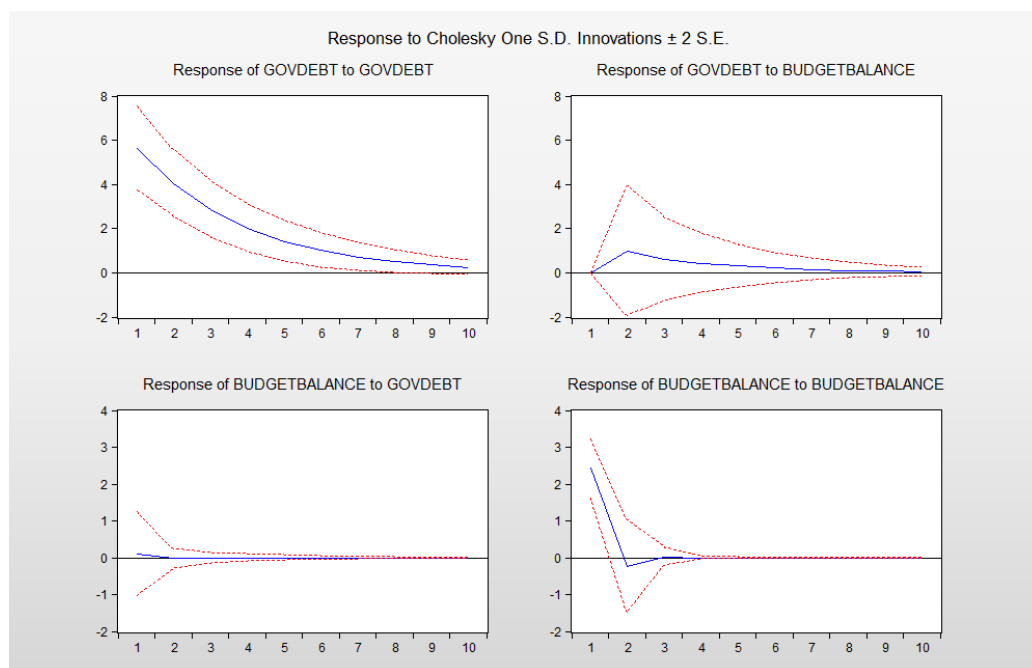 Response to Cholesky One S.D. Innovations ± 2 S.E.
Response of GOVDEBT to GOVDEBT
8
6
4
2
0
-2
1 2 3 4 5 6 7 8 9 10
Response of GOVDEBT to BUDGETBALANCE
8
6
4
2
0
-2
1 2 3 4 5 6 7 8 9 10
Response of BUDGETBALANCE to GOVDEBT
4
3
2
1
0
-1
-2
1 2 3 4 5 6 7 8 9 10
Response of BUDGETBALANCE to BUDGETBALANCE
4
3
2
1
0
-1
-2
1 2 3 4 5 6 7 8 9 10